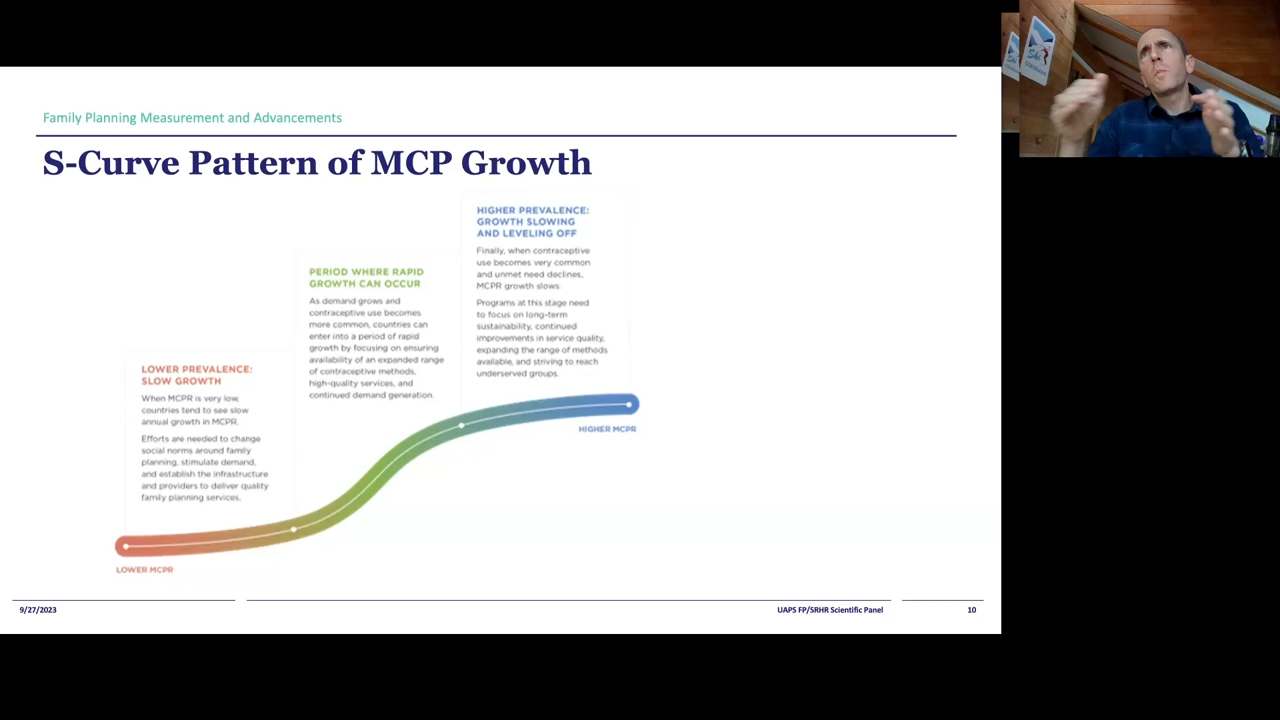 Family Planning Measurement and Advancements
S-Curve Pattern of MCP Growth
LOWER PREVALENCE:
SLOW GROWTH
When MCPR is very low,
countries tend to see slow
annual growth in MCPR.
Efforts are needed to change
social norms around family
planning, stimulate demand,
and establish the infrastructure
and providers to deliver quality
family planning services.
PERIOD WHERE RAPID
GROWTH CAN OCCUR
As demand grows and
contraceptive use becomes
more common, countries can
enter into a period of rapid
growth by focusing on ensuring
availability of an expanded range
of contraceptive methods,
high-quality services, and
continued demand generation.
HIGHER PREVALENCE:
GROWTH SLOWING
AND LEVELING OFF
Finally, when contraceptive
use becomes very common
and unmet need declines,
MCPR growth slows.
Programs at this stage need
to focus on long-term
sustainability, continued
improvements in service quality,
expanding the range of methods
available, and striving to reach
underserved groups.
LOWER MCPR
HIGHER MCPR
9/27/2023
UAPS FP/SRHR Scientific Panel
10
Ski